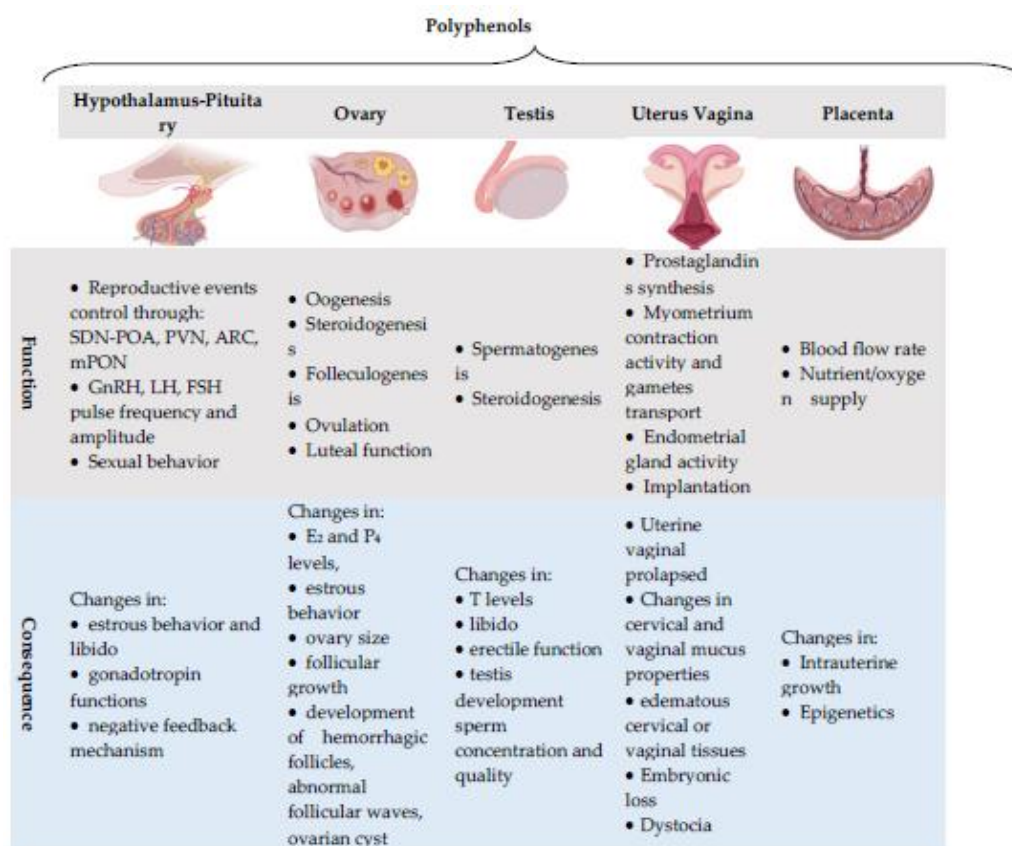 Polyphenols
Hypothalamus-Pituita
ry
Ovary
Testis
Uterus Vagina
Placenta
Function
• Reproductive events
control through:
SDN-POA, PVN, ARC,
mPON
• GnRH, LH, FSH
pulse frequency and
amplitude
• Sexual behavior
• Oogenesis
• Steroidogenesi
s
• Folleculogenes
is
• Ovulation
• Luteal function
• Spermatogenes
is
• Steroidogenesis
• Prostaglandin
s synthesis
• Myometrium
contraction
activity and
gametes
transport
• Endometrial
gland activity
• Implantation
• Blood flow rate
• Nutrient/oxyge
n supply
Consequence
Changes in:
• estrous behavior and
libido
• gonadotropin
functions
• negative feedback
mechanism
Changes in:
• E₂ and P₄
levels,
• estrous
behavior
• ovary size
• follicular
growth
• development
of hemorrhagic
follicles,
abnormal
follicular waves,
ovarian cyst
Changes in:
• T levels
• libido
• erectile function
• testis
development
sperm
concentration and
quality
• Uterine
vaginal
prolapsed
• Changes in
cervical and
vaginal mucus
properties
• edematous
cervical or
vaginal tissues
• Embryonic
loss
• Dystocia
Changes in:
• Intrauterine
growth
• Epigenetics